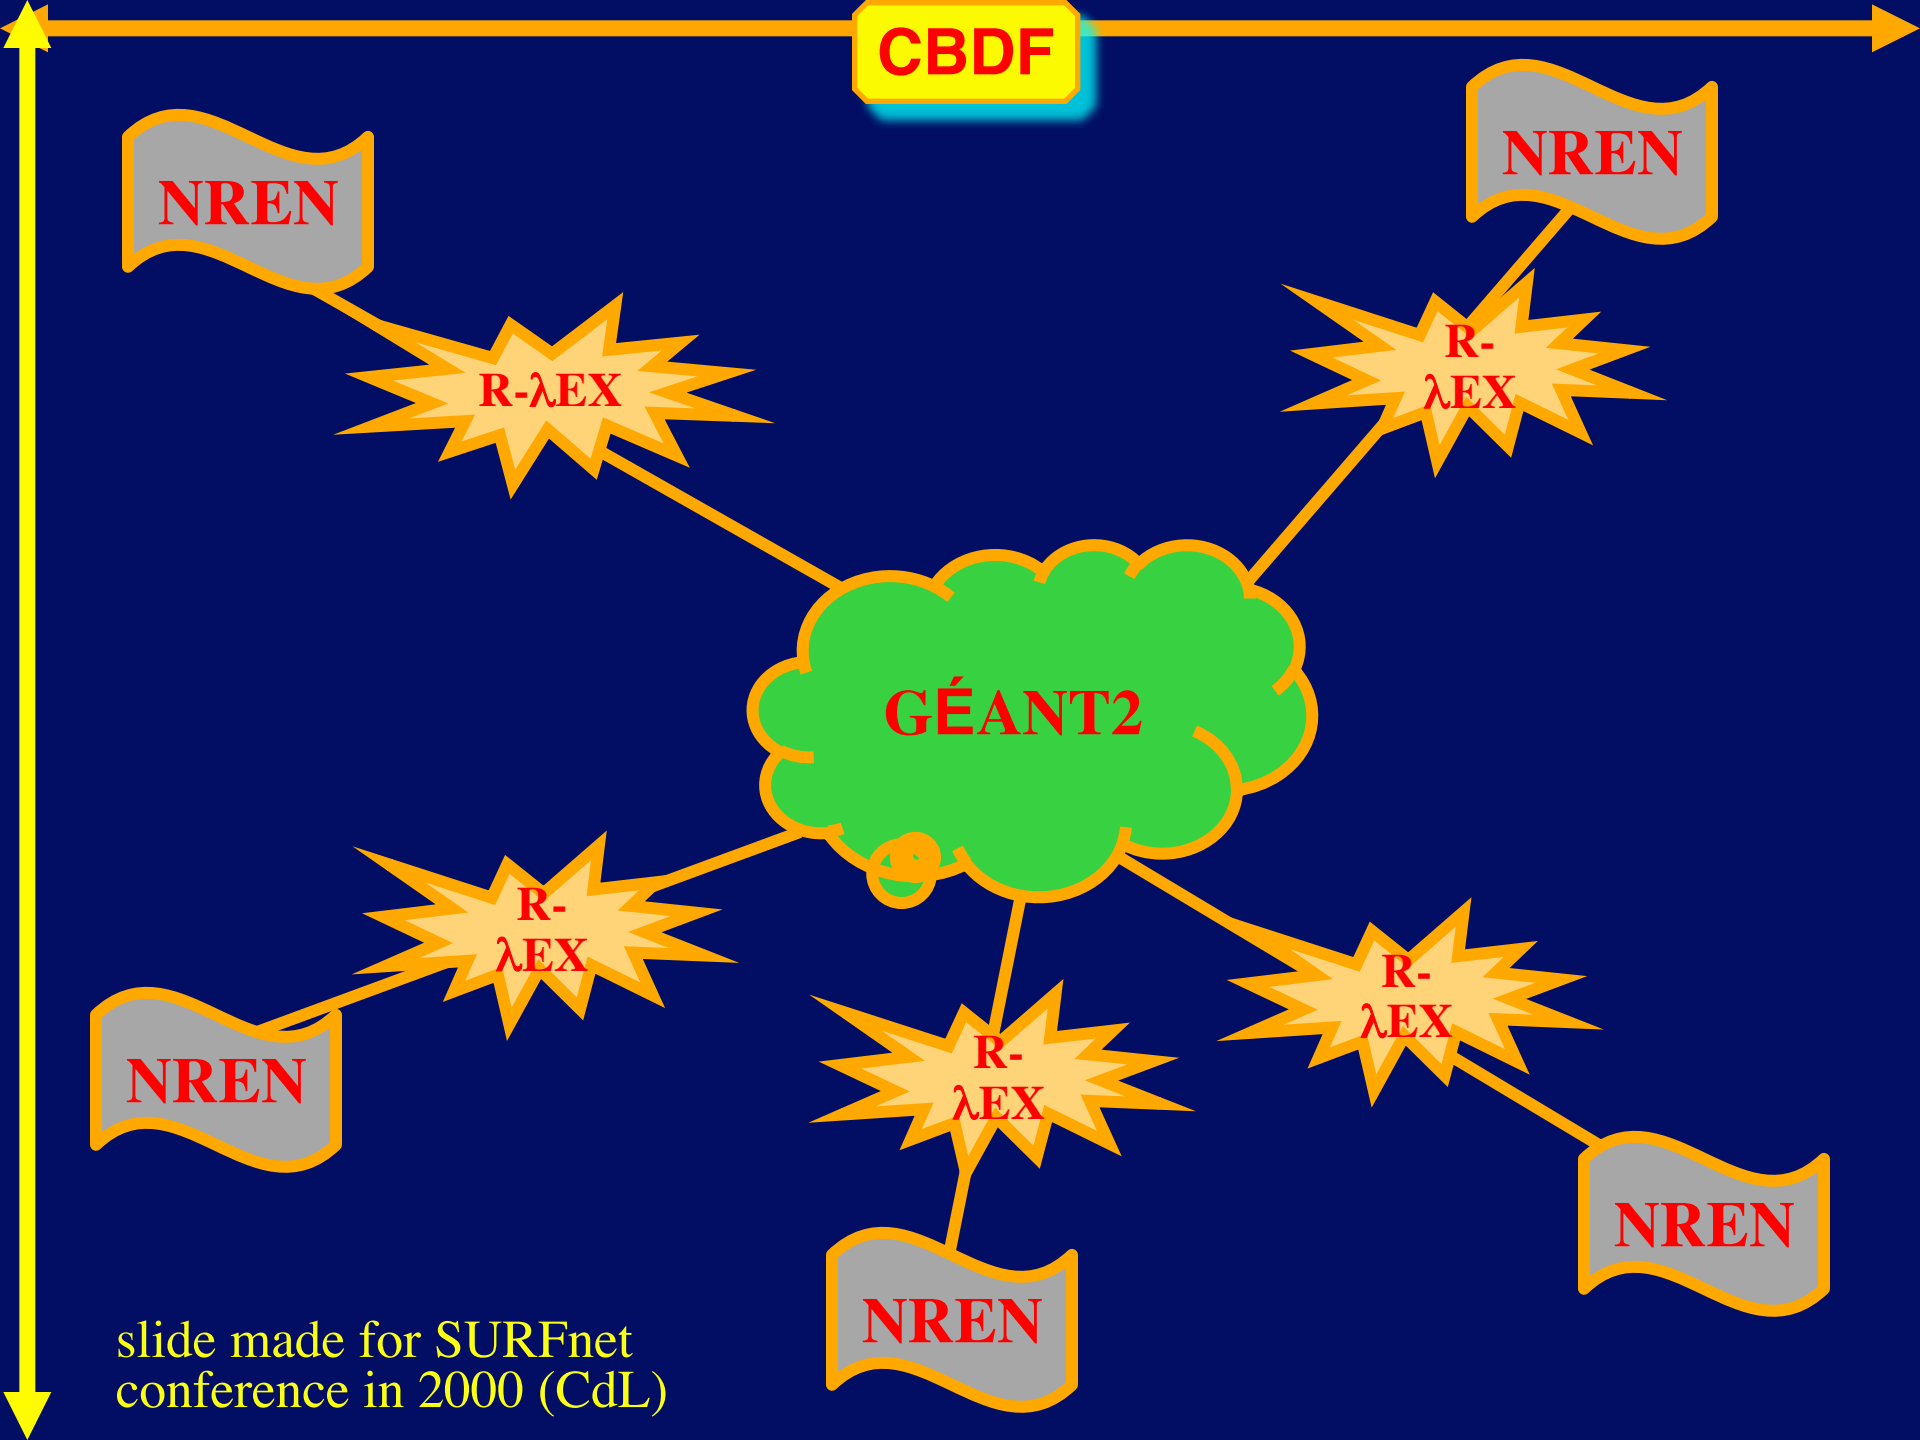 CBDF
NREN
NREN
R-λEX
R-
λEX
GÉANT2
R-
λEX
R-
λEX
R-
λEX
NREN
NREN
NREN
slide made for SURFnet
conference in 2000 (CdL)